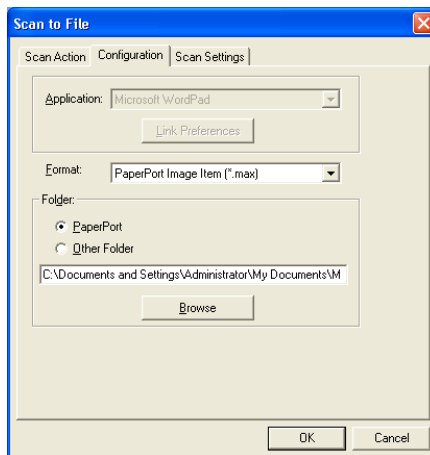 Scan to File
Scan Action Configuration Scan Settings
Application: Microsoft WordPad
Link Preferences
Format: PaperPort Image Item (*.max)
Folder:
PaperPort
Other Folder
C:\Documents and Settings\Administrator\My Documents\M
Browse
OK Cancel